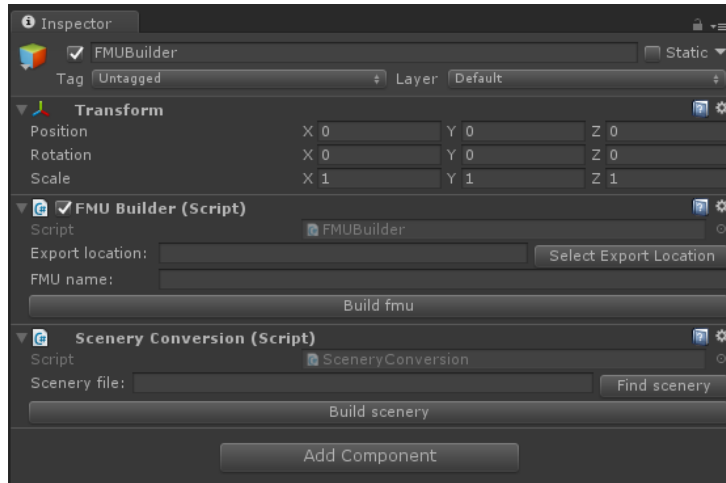 Inspector
FMUBuilder Static
Tag Untagged Layer Default
Transform
Position X 0 Y 0 Z 0
Rotation X 0 Y 0 Z 0
Scale X 1 Y 1 Z 1
FMU Builder (Script)
Script FMUBuilder
Export location: Select Export Location
FMU name:
Build fmu
Scenery Conversion (Script)
Script SceneryConversion
Scenery file: Find scenery
Build scenery
Add Component